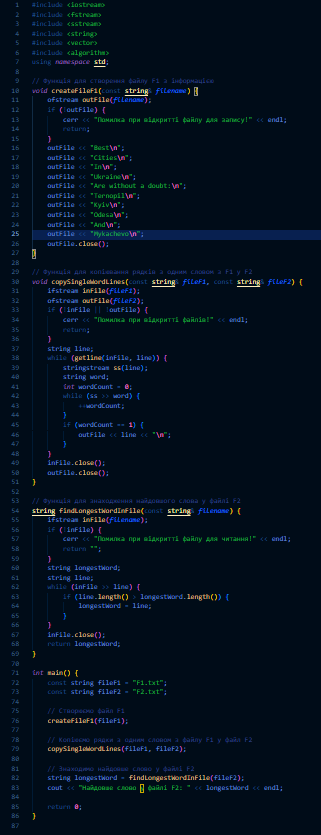 1 #include <iostream>
2 #include <fstream>
3 #include <sstream>
4 #include <string>
5 #include <vector>
6 #include <algorithm>
7 using namespace std;
8
9 // Функція для створення файлу F1 з інформацією
10 void createFileF1(const string& filename) {
11 ofstream outFile(filename);
12 if (!outFile) {
13 cerr << "Помилка при відкритті файлу для запису!" << endl;
14 return;
15 }
16 outFile << "Best\n";
17 outFile << "Cities\n";
18 outFile << "In\n";
19 outFile << "Ukraine\n";
20 outFile << "Are without a doubt:\n";
21 outFile << "Ternopil\n";
22 outFile << "Kyiv\n";
23 outFile << "Odesa\n";
24 outFile << "And\n";
25 outFile << "Mykachevo\n";
26 outFile.close();
27 }
28
29 // Функція для копіювання рядків з одним словом з F1 у F2
30 void copySingleWordLines(const string& fileF1, const string& fileF2) {
31 ifstream inFile(fileF1);
32 ofstream outFile(fileF2);
33 if (!inFile || !outFile) {
34 cerr << "Помилка при відкритті файлів!" << endl;
35 return;
36 }
37 string line;
38 while (getline(inFile, line)) {
39 stringstream ss(line);
40 string word;
41 int wordCount = 0;
42 while (ss >> word) {
43 ++wordCount;
44 }
45 if (wordCount == 1) {
46 outFile << line << "\n";
47 }
48 }
49 inFile.close();
50 outFile.close();
51 }
52
53 // Функція для знаходження найдовшого слова у файлі F2
54 string findLongestWordInFile(const string& filename) {
55 ifstream inFile(filename);
56 if (!inFile) {
57 cerr << "Помилка при відкритті файлу для читання!" << endl;
58 return "";
59 }
60 string longestWord;
61 string line;
62 while (inFile >> line) {
63 if (line.length() > longestWord.length()) {
64 longestWord = line;
65 }
66 }
67 inFile.close();
68 return longestWord;
69 }
70
71 int main() {
72 const string fileF1 = "F1.txt";
73 const string fileF2 = "F2.txt";
74
75 // Створюємо файл F1
76 createFileF1(fileF1);
77
78 // Копіюємо рядки з одним словом з файлу F1 у файл F2
79 copySingleWordLines(fileF1, fileF2);
80
81 // Знаходимо найдовше слово у файлі F2
82 string longestWord = findLongestWordInFile(fileF2);
83 cout << "Найдовше слово у файлі F2: " << longestWord << endl;
84
85 return 0;
86 }
87